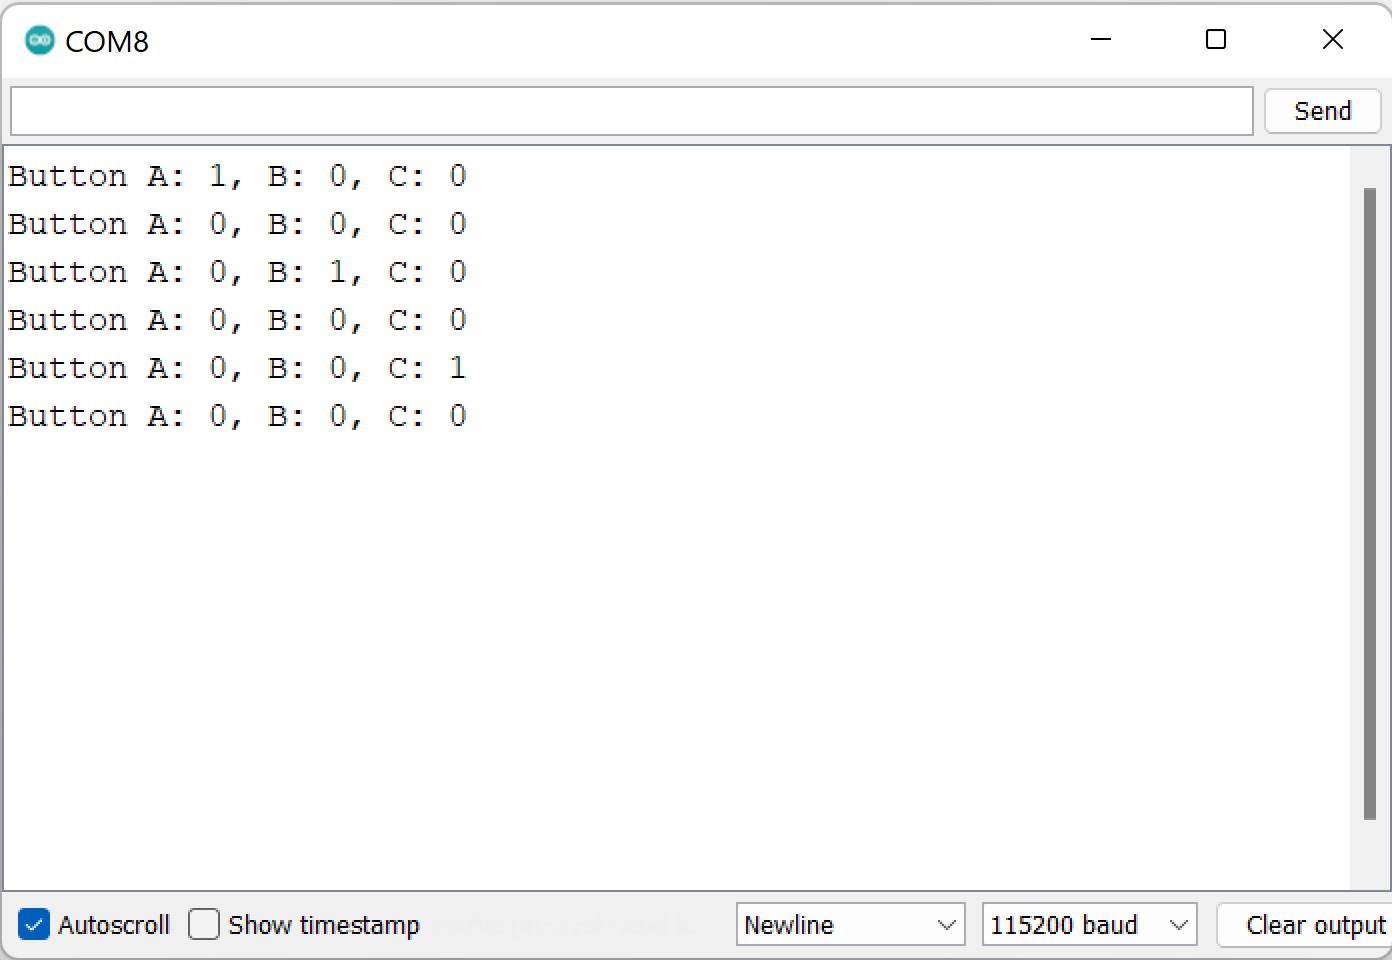 COM8
Send
Button A: 1, B: 0, C: 0
Button A: 0, B: 0, C: 0
Button A: 0, B: 1, C: 0
Button A: 0, B: 0, C: 0
Button A: 0, B: 0, C: 1
Button A: 0, B: 0, C: 0
Autoscroll Show timestamp Newline 115200 baud Clear output